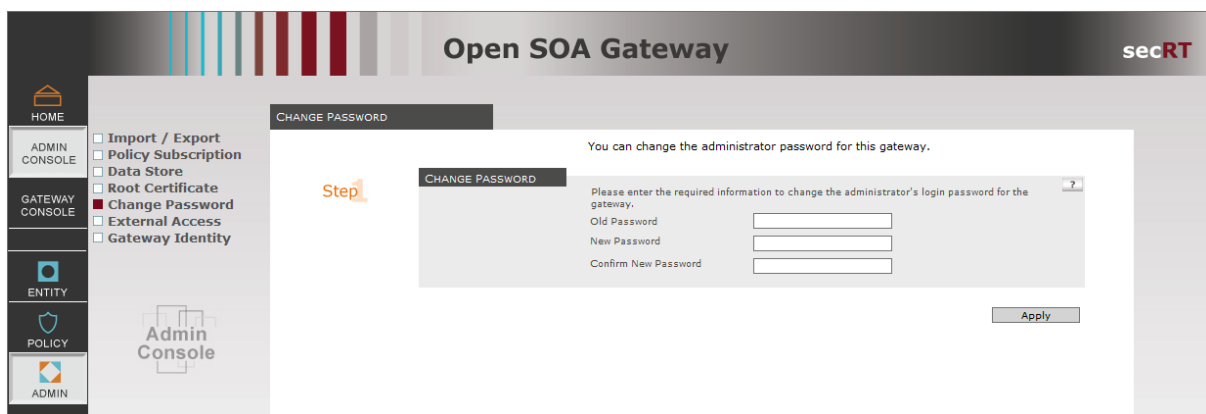 Open SOA Gateway
secRT
HOME
ADMIN
CONSOLE
GATEWAY
CONSOLE
ENTITY
POLICY
ADMIN
Import / Export
Policy Subscription
Data Store
Root Certificate
Change Password
External Access
Gateway Identity
Admin
Console
CHANGE PASSWORD
You can change the administrator password for this gateway.
Step 1
CHANGE PASSWORD
?
Please enter the required information to change the administrator's login password for the
gateway.
Old Password
New Password
Confirm New Password
Apply